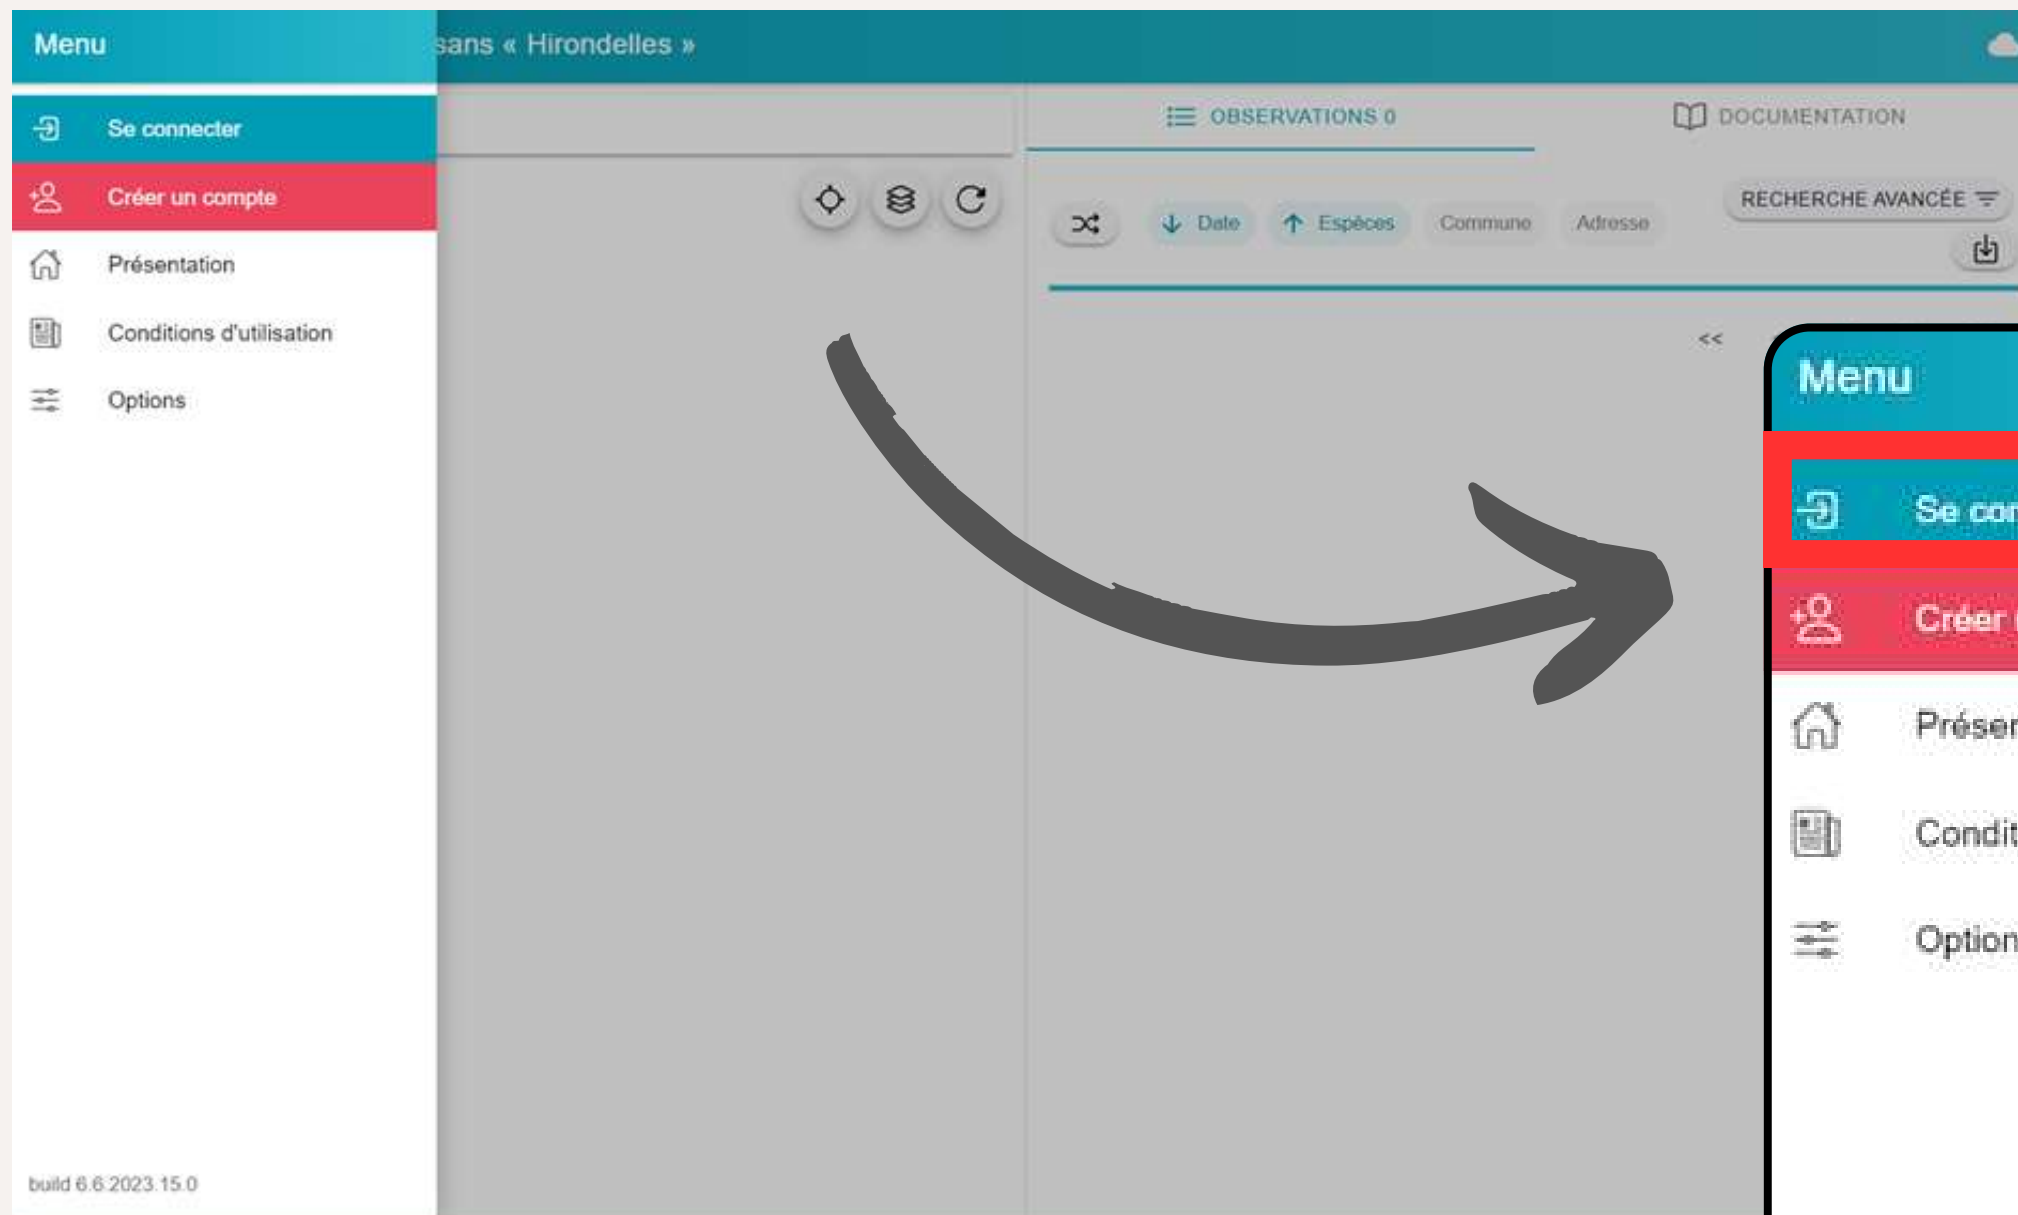 Menu
sans « Hirondelles »
Se connecter
Créer un compte
Présentation
Conditions d'utilisation
Options
build 6.6.2023.15.0
OBSERVATIONS 0
DOCUMENTATION
RECHERCHE AVANCÉE
Date Espèces Commune Adresse
<<
Menu
Se con
Créer
Présen
Condit
Option